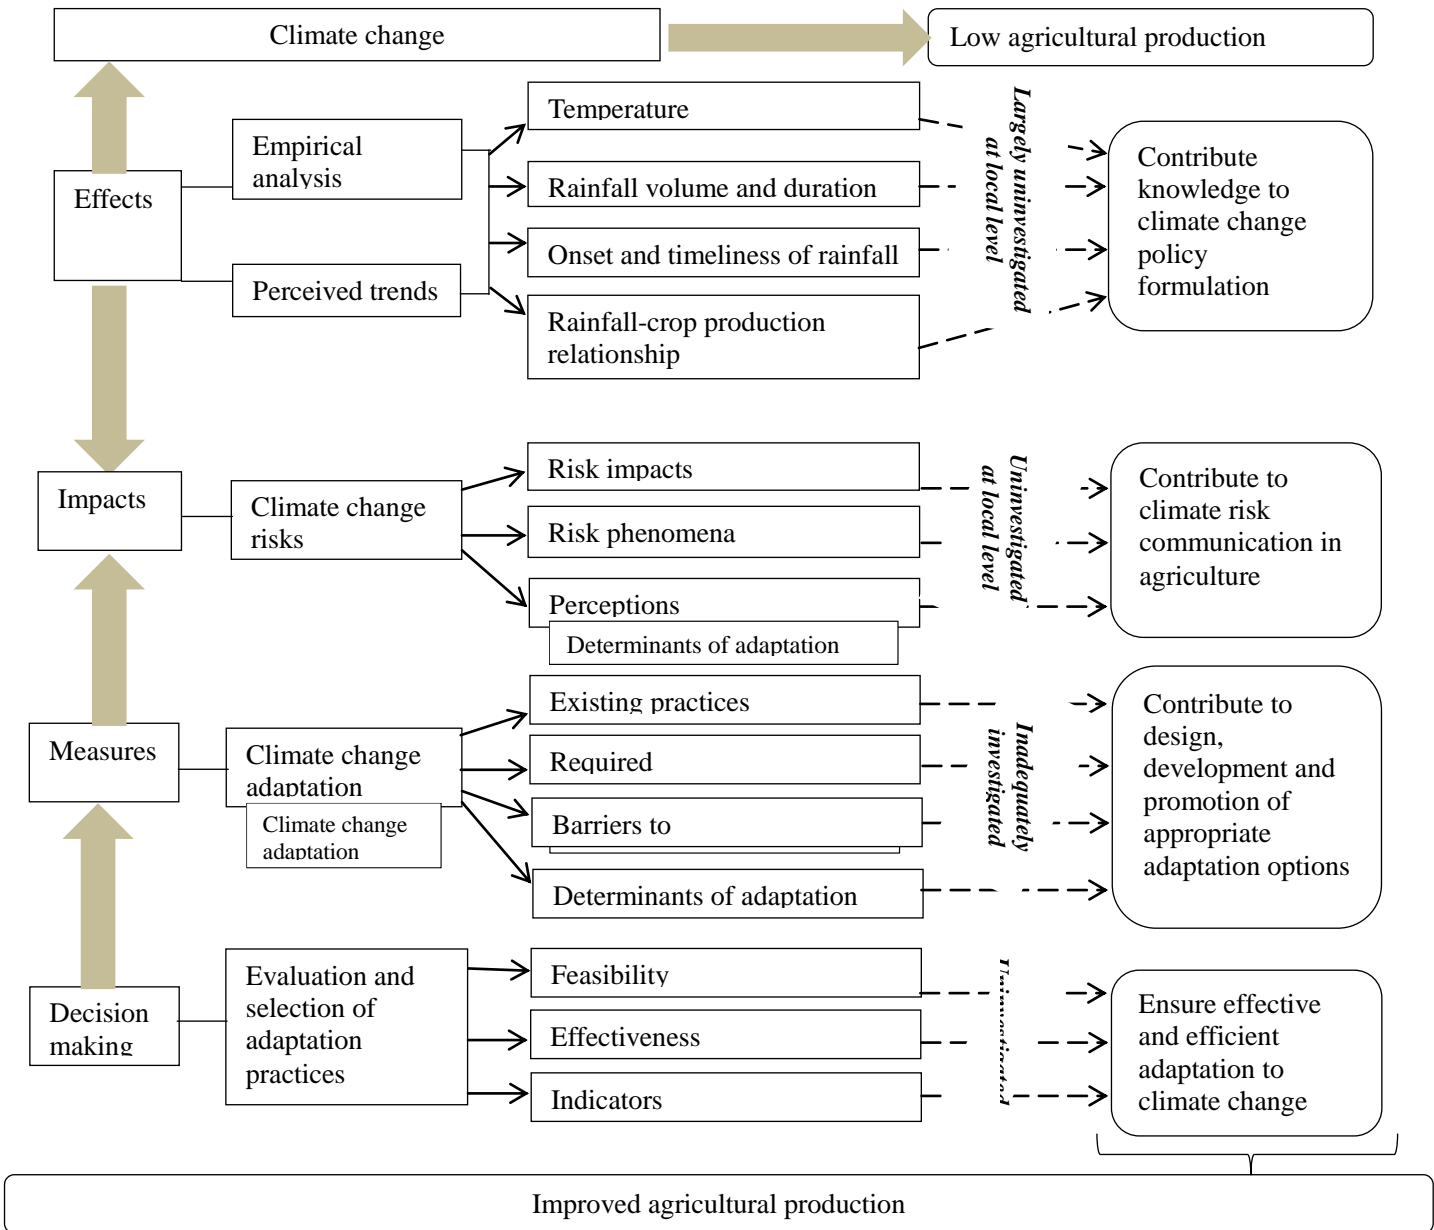 Climate change
Low agricultural production
Effects
Empirical
analysis
Perceived trends
Temperature
Rainfall volume and duration
Onset and timeliness of rainfall
Rainfall-crop production
relationship
Largely uninvestigated
at local level
Contribute
knowledge to
climate change
policy
formulation
Impacts
Climate change
risks
Risk impacts
Risk phenomena
Perceptions
Determinants of adaptation
Uninvestigated
at local level
Contribute to
climate risk
communication in
agriculture
Measures
Climate change
adaptation
Climate change
adaptation
Existing practices
Required
Barriers to
Determinants of adaptation
Inadequately
investigated
Contribute to
design,
development and
promotion of
appropriate
adaptation options
Decision
making
Evaluation and
selection of
adaptation
practices
Feasibility
Effectiveness
Indicators
Uninvestigated
Ensure effective
and efficient
adaptation to
climate change
Improved agricultural production